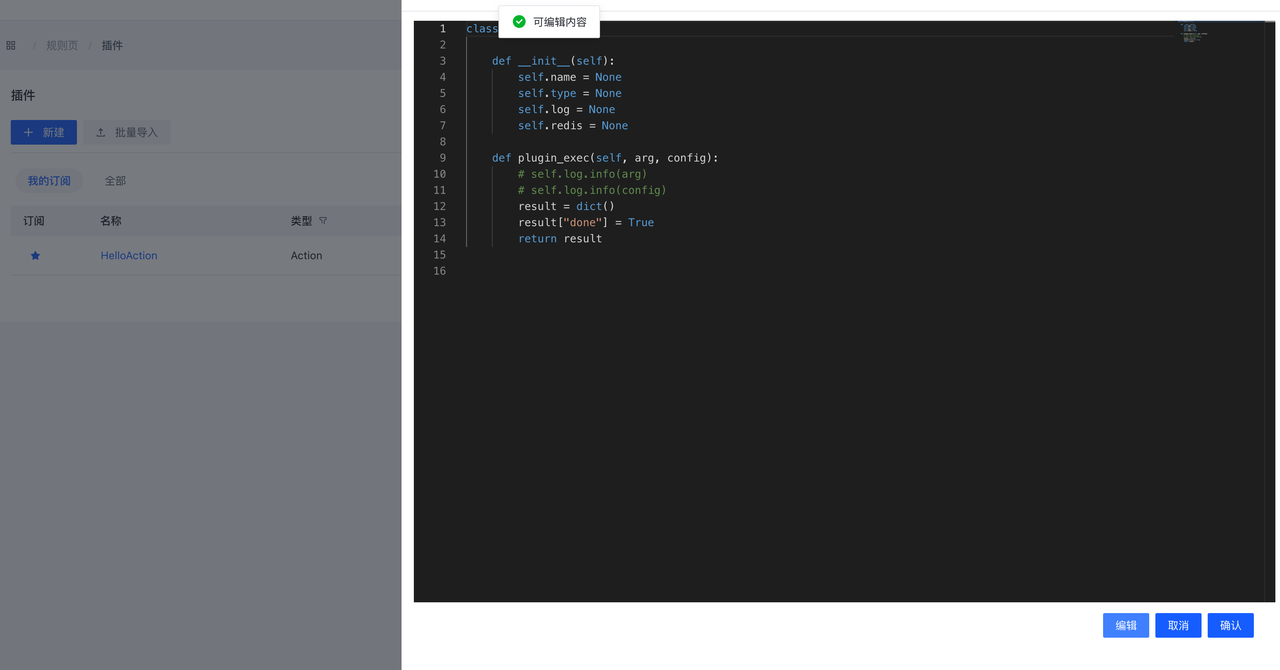 可编辑内容
/ 规则页 / 插件
插件
新建 批量导入
我的订阅 全部
订阅 名称 类型
HelloAction Action
1 class
2
3 def __init__(self):
4 self.name = None
5 self.type = None
6 self.log = None
7 self.redis = None
8
9 def plugin_exec(self, arg, config):
10 # self.log.info(arg)
11 # self.log.info(config)
12 result = dict()
13 result["done"] = True
14 return result
15
16
编辑 取消 确认